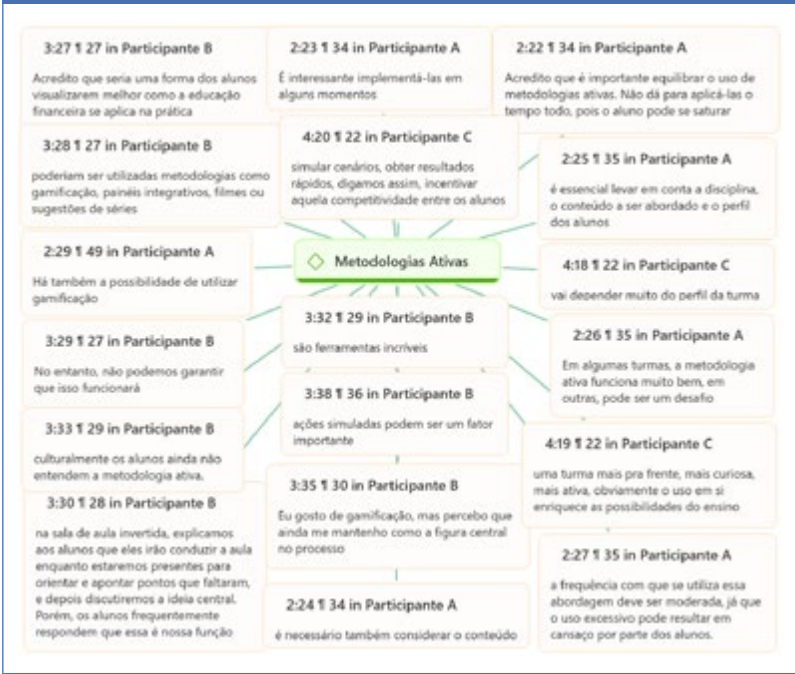 3:27 ¶ 27 in Participante B
Acredito que seria uma forma dos alunos
visualizarem melhor como a educação
financeira se aplica na prática
2:23 ¶ 34 in Participante A
É interessante implementá-las em
alguns momentos
2:22 ¶ 34 in Participante A
Acredito que é importante equilibrar o uso de
metodologias ativas. Não dá para aplicá-las o
tempo todo, pois o aluno pode se saturar
3:28 ¶ 27 in Participante B
poderiam ser utilizadas metodologias como
gamificação, painéis integrativos, filmes ou
sugestões de séries
4:20 ¶ 22 in Participante C
simular cenários, obter resultados
rápidos, digamos assim, incentivar
aquela competitividade entre os alunos
2:25 ¶ 35 in Participante A
é essencial levar em conta a disciplina,
o conteúdo a ser abordado e o perfil
dos alunos
2:29 ¶ 49 in Participante A
Há também a possibilidade de utilizar
gamificação
Metodologias Ativas
4:18 ¶ 22 in Participante C
vai depender muito do perfil da turma
3:29 ¶ 27 in Participante B
No entanto, não podemos garantir
que isso funcionará
3:32 ¶ 29 in Participante B
são ferramentas incríveis
2:26 ¶ 35 in Participante A
Em algumas turmas, a metodologia
ativa funciona muito bem, em
outras, pode ser um desafio
3:33 ¶ 29 in Participante B
culturalmente os alunos ainda não
entendem a metodologia ativa,
3:38 ¶ 36 in Participante B
ações simuladas podem ser um fator
importante
4:19 ¶ 22 in Participante C
uma turma mais pra frente, mais curiosa,
mais ativa, obviamente o uso em si
enriquece as possibilidades do ensino
3:30 ¶ 28 in Participante B
na sala de aula invertida, explicamos
aos alunos que eles irão conduzir a aula
enquanto estaremos presentes para
orientar e apontar pontos que faltaram,
e depois discutiremos a ideia central.
Porém, os alunos frequentemente
respondem que essa é nossa função
3:35 ¶ 30 in Participante B
Eu gosto de gamificação, mas percebo que
ainda me mantenho como a figura central
no processo
2:24 ¶ 34 in Participante A
é necessário também considerar o conteúdo
2:27 ¶ 35 in Participante A
a frequência com que se utiliza essa
abordagem deve ser moderada, já que
o uso excessivo pode resultar em
cansaço por parte dos alunos.